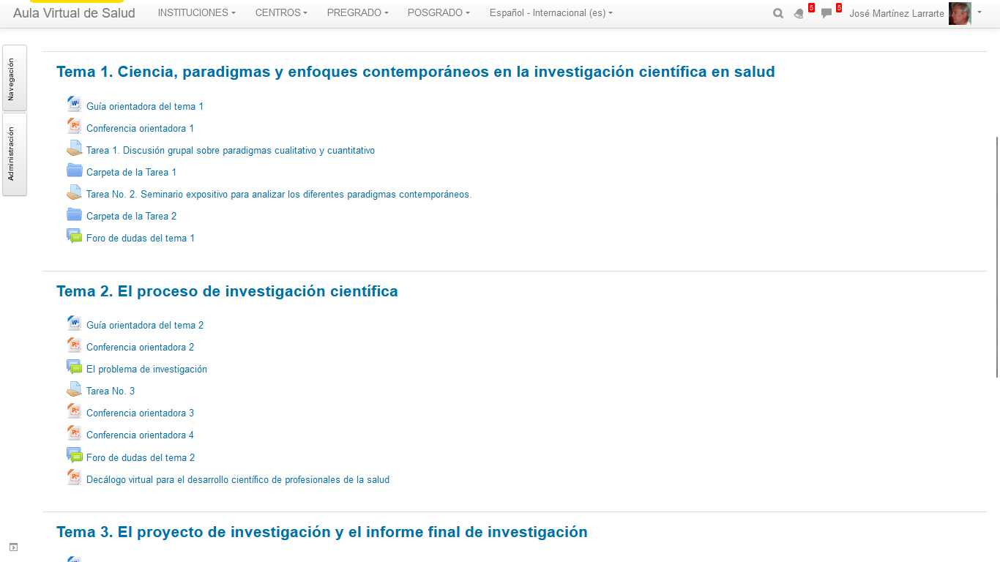 Aula Virtual de Salud INSTITUCIONES CENTROS PREGRADO POSGRADO Español - Internacional (es) 5 5 José Martínez Larrarte
Navegación
Administración
Tema 1. Ciencia, paradigmas y enfoques contemporáneos en la investigación científica en salud
Guía orientadora del tema 1
Conferencia orientadora 1
Tarea 1. Discusión grupal sobre paradigmas cualitativo y cuantitativo
Carpeta de la Tarea 1
Tarea No. 2. Seminario expositivo para analizar los diferentes paradigmas contemporáneos.
Carpeta de la Tarea 2
Foro de dudas del tema 1
Tema 2. El proceso de investigación científica
Guía orientadora del tema 2
Conferencia orientadora 2
El problema de investigación
Tarea No. 3
Conferencia orientadora 3
Conferencia orientadora 4
Foro de dudas del tema 2
Decálogo virtual para el desarrollo científico de profesionales de la salud
Tema 3. El proyecto de investigación y el informe final de investigación